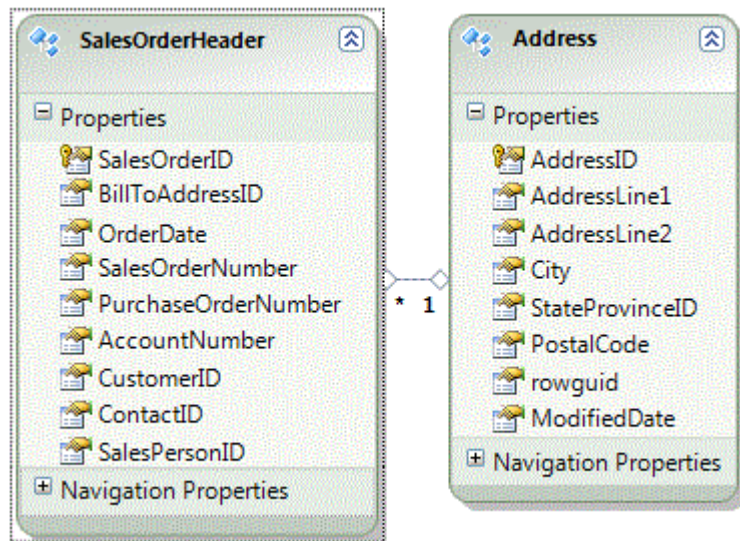 SalesOrderHeader
Properties
SalesOrderID
BillToAddressID
OrderDate
SalesOrderNumber
PurchaseOrderNumber
AccountNumber
CustomerID
ContactID
SalesPersonID
Navigation Properties
* 1
Address
Properties
AddressID
AddressLine1
AddressLine2
City
StateProvinceID
PostalCode
rowguid
ModifiedDate
Navigation Properties